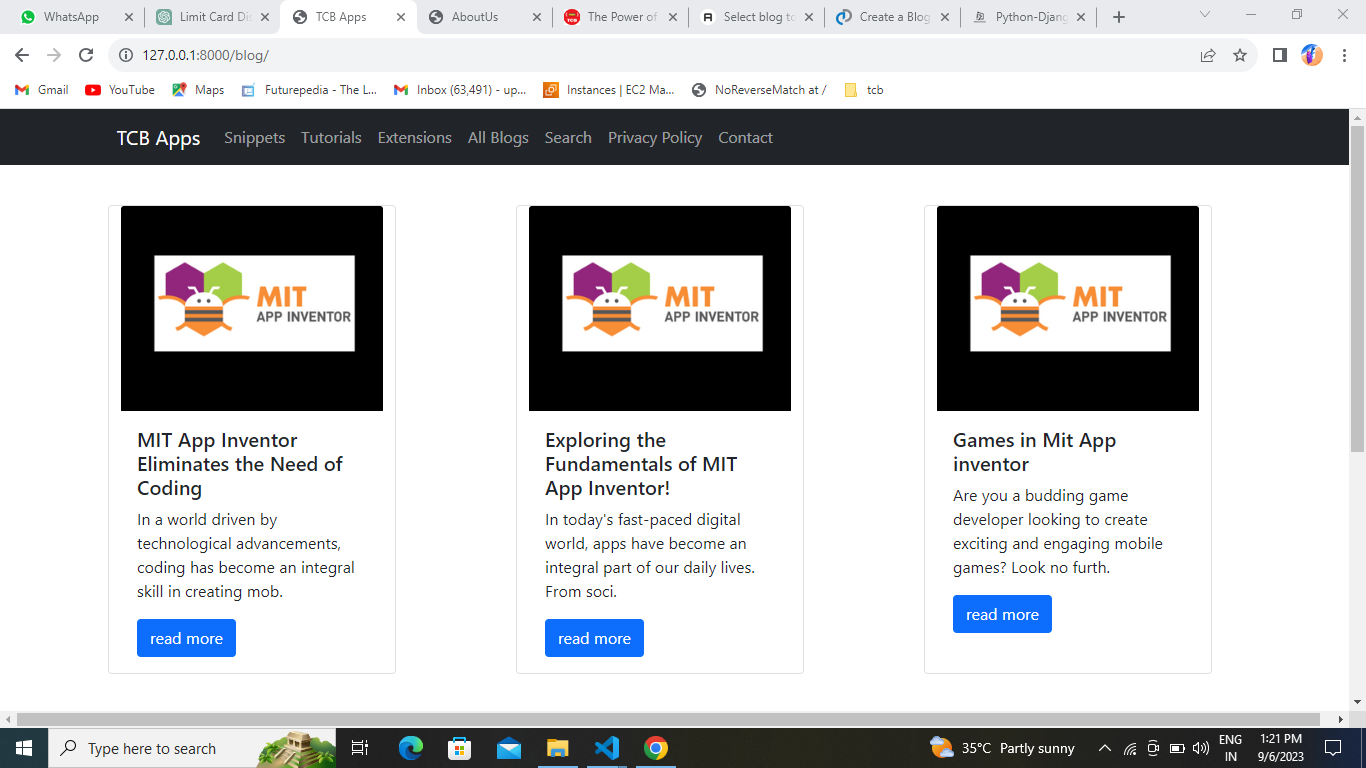 WhatsApp
Limit Card Dis
TCB Apps
AboutUs
The Power of
Select blog to
Create a Blog
Python-Djang
127.0.0.1:8000/blog/
Gmail
YouTube
Maps
Futurepedia - The L...
Inbox (63,491) - up...
Instances | EC2 Ma...
NoReverseMatch at /
tcb
TCB Apps
Snippets
Tutorials
Extensions
All Blogs
Search
Privacy Policy
Contact
MIT
APP INVENTOR
MIT App Inventor
Eliminates the Need of
Coding
In a world driven by
technological advancements,
coding has become an integral
skill in creating mob.
read more
MIT
APP INVENTOR
Exploring the
Fundamentals of MIT
App Inventor!
In today's fast-paced digital
world, apps have become an
integral part of our daily lives.
From soci.
read more
MIT
APP INVENTOR
Games in Mit App
inventor
Are you a budding game
developer looking to create
exciting and engaging mobile
games? Look no furth.
read more
Type here to search
35°C Partly sunny
ENG
IN
1:21 PM
9/6/2023